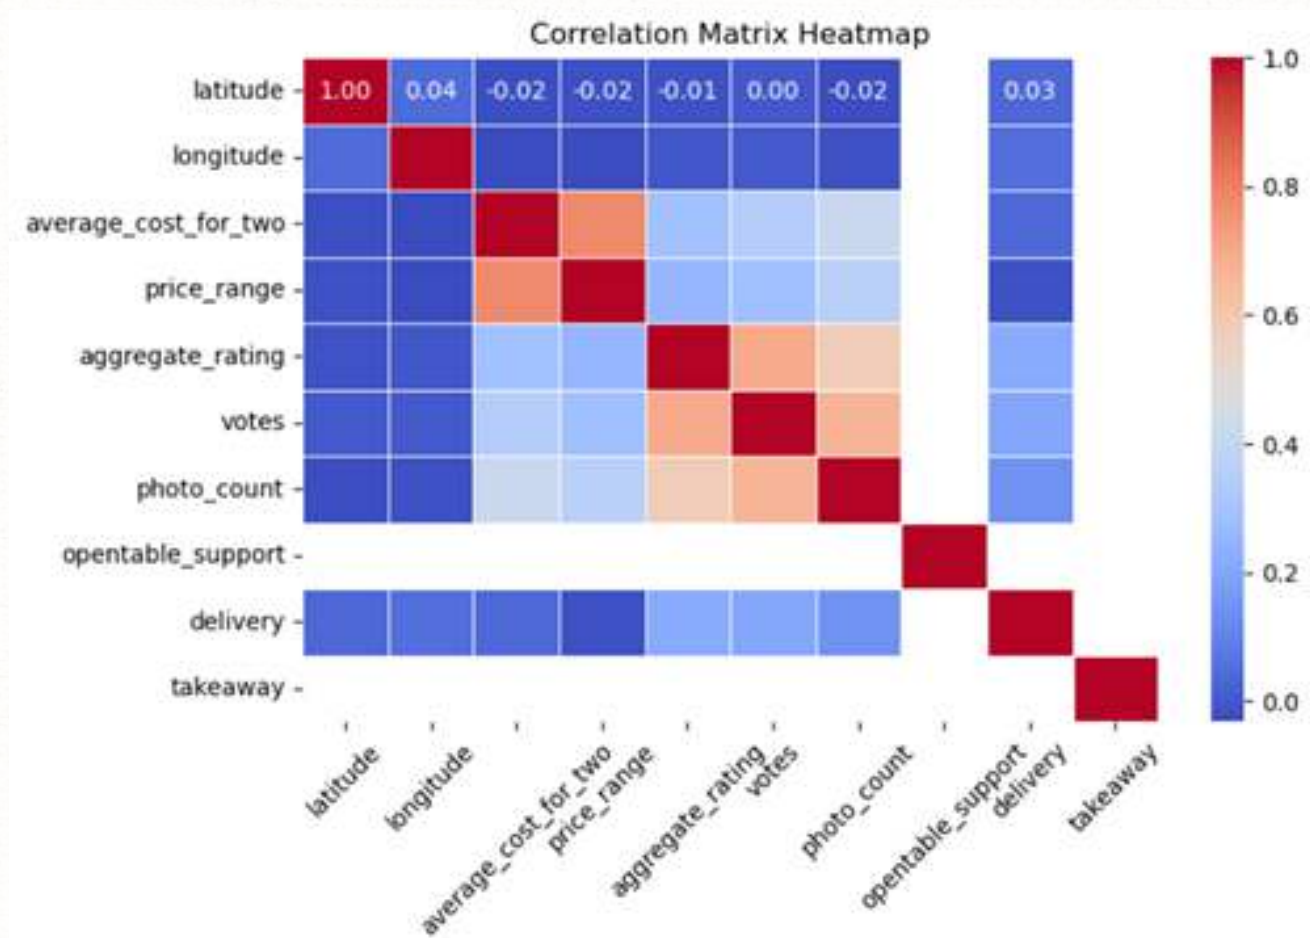 Correlation Matrix Heatmap
latitude
1.00 0.04 -0.02 -0.02 -0.01 0.00 -0.02 0.03
longitude
average_cost_for_two
price_range
aggregate_rating
votes
photo_count
opentable_support
delivery
takeaway
latitude
longitude
average_cost_for_two
price_range
aggregate_rating
votes
photo_count
opentable_support
delivery
takeaway
1.0
0.8
0.6
0.4
0.2
0.0